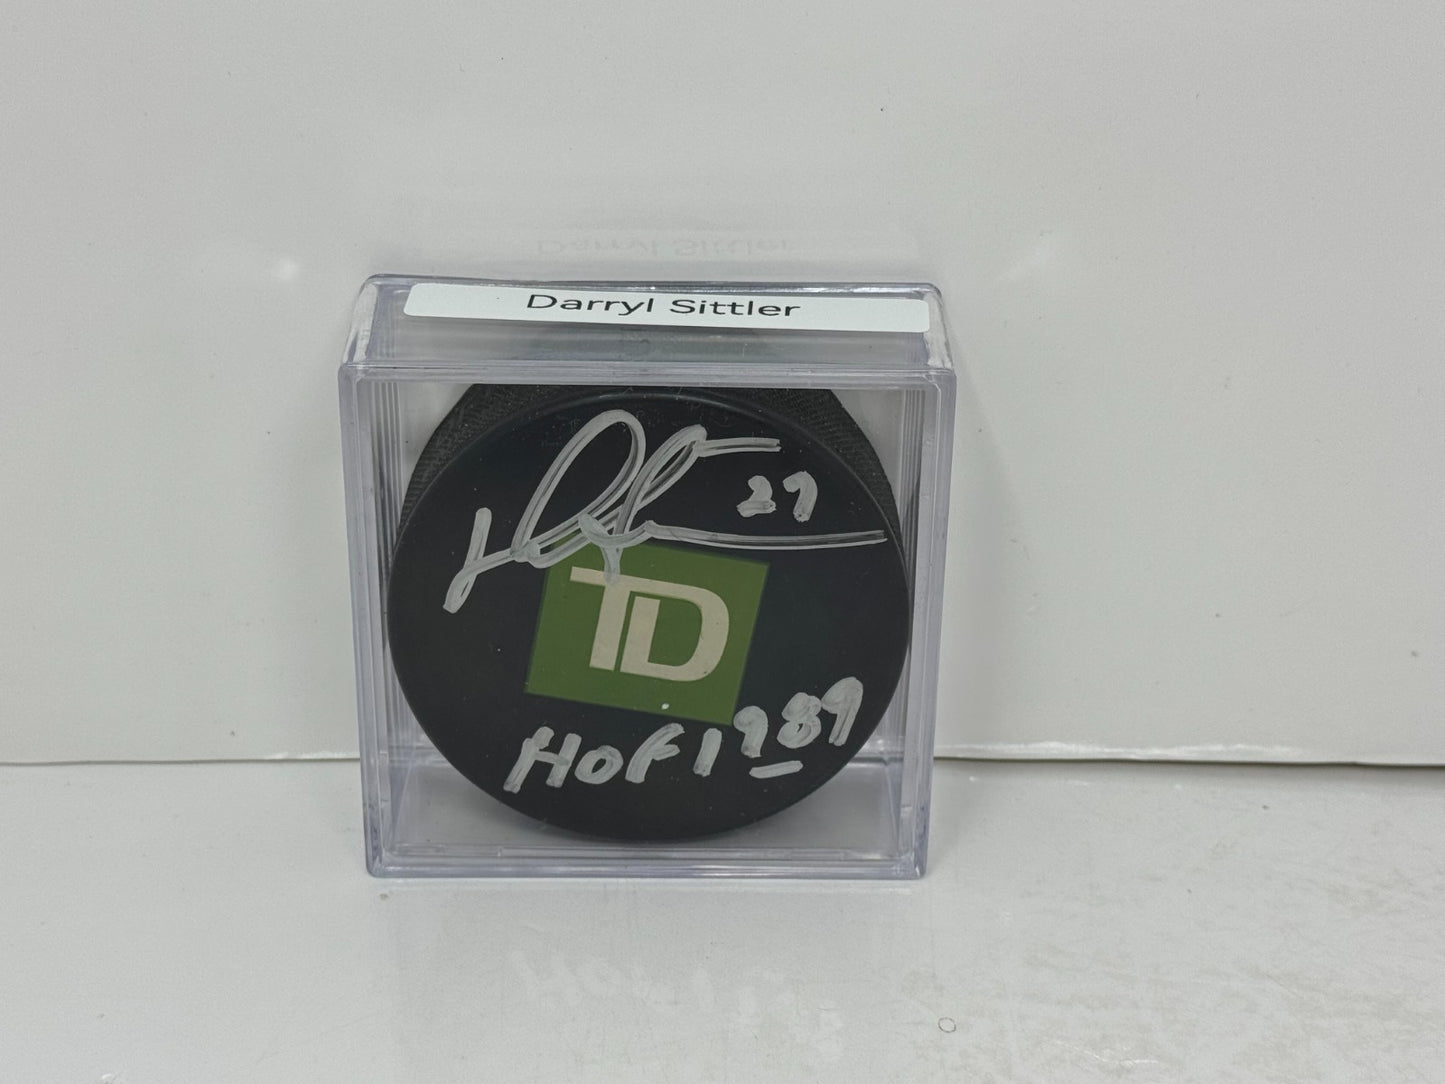 Darryl Sittler
27
TD
HOF 1989